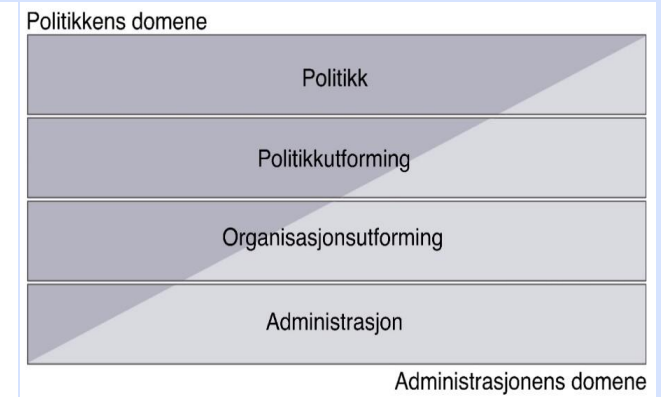 Politikkens domene
Politikk
Politikkutforming
Organisasjonsutforming
Administrasjon
Administrasjonens domene